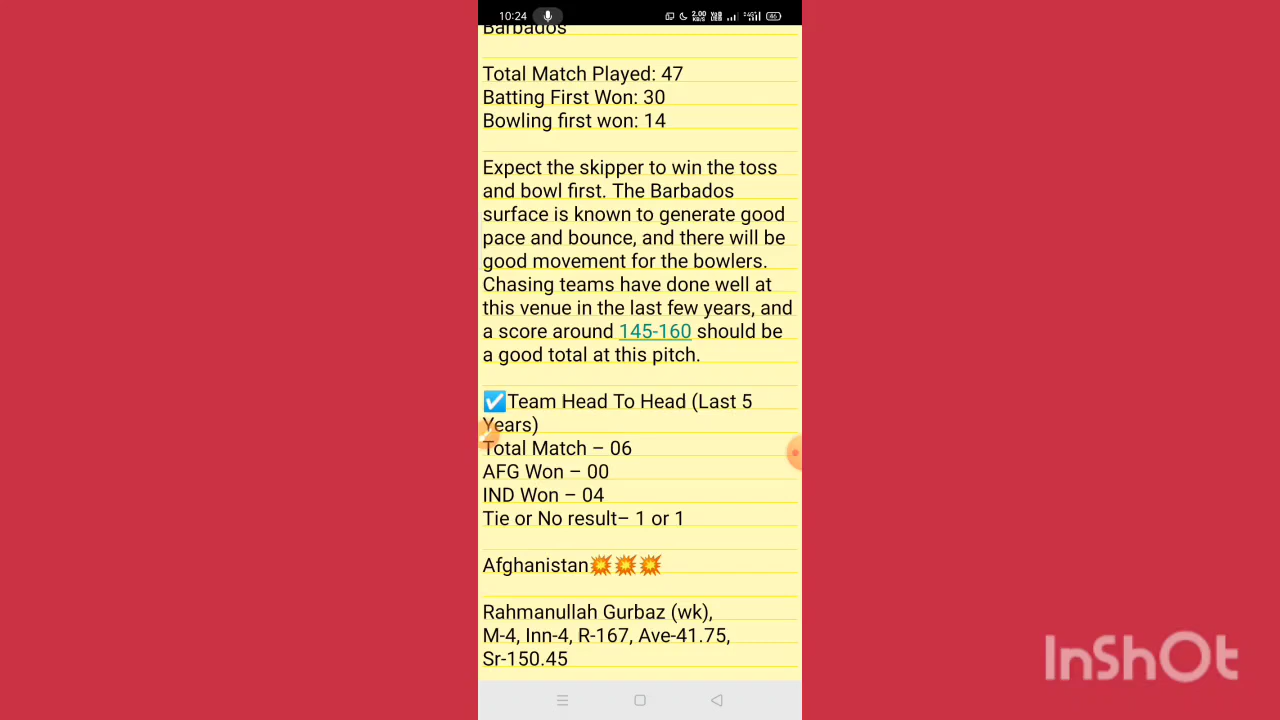 10:24
2.00 KB/S
46
Barbados
Total Match Played: 47
Batting First Won: 30
Bowling first won: 14
Expect the skipper to win the toss
and bowl first. The Barbados
surface is known to generate good
pace and bounce, and there will be
good movement for the bowlers.
Chasing teams have done well at
this venue in the last few years, and
a score around 145-160 should be
a good total at this pitch.
✅Team Head To Head (Last 5
Years)
Total Match – 06
AFG Won – 00
IND Won – 04
Tie or No result– 1 or 1
Afghanistan💥💥💥
Rahmanullah Gurbaz (wk),
M-4, Inn-4, R-167, Ave-41.75,
Sr-150.45
InShOt